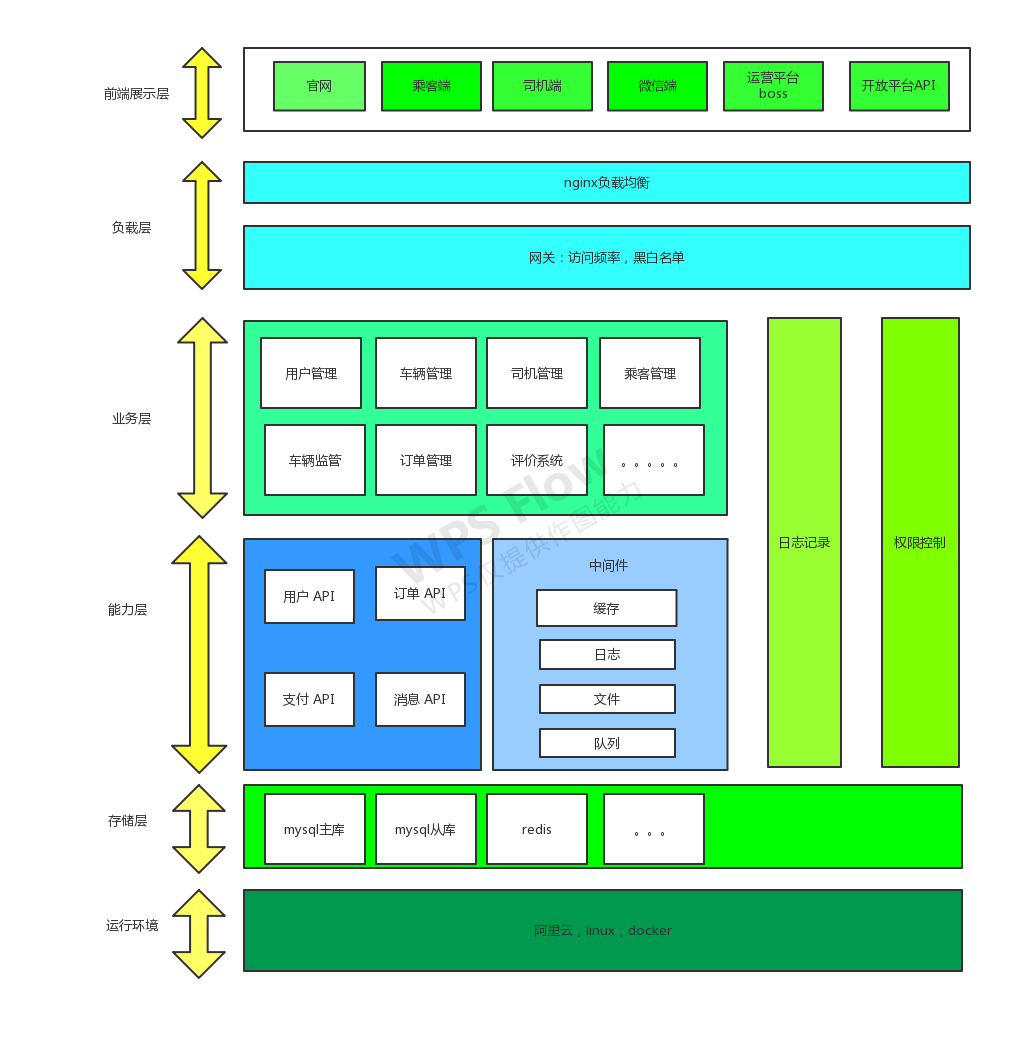 前端展示层
官网
乘客端
司机端
微信端
运营平台
boss
开放平台API
负载层
nginx负载均衡
网关：访问频率，黑白名单
业务层
用户管理
车辆管理
司机管理
乘客管理
车辆监管
订单管理
评价系统
。。。。。
日志记录
权限控制
能力层
用户 API
订单 API
支付 API
消息 API
中间件
缓存
日志
文件
队列
WPS Flow
WPS仅提供作图能力
存储层
mysql主库
mysql从库
redis
。。。
运行环境
阿里云，linux，docker